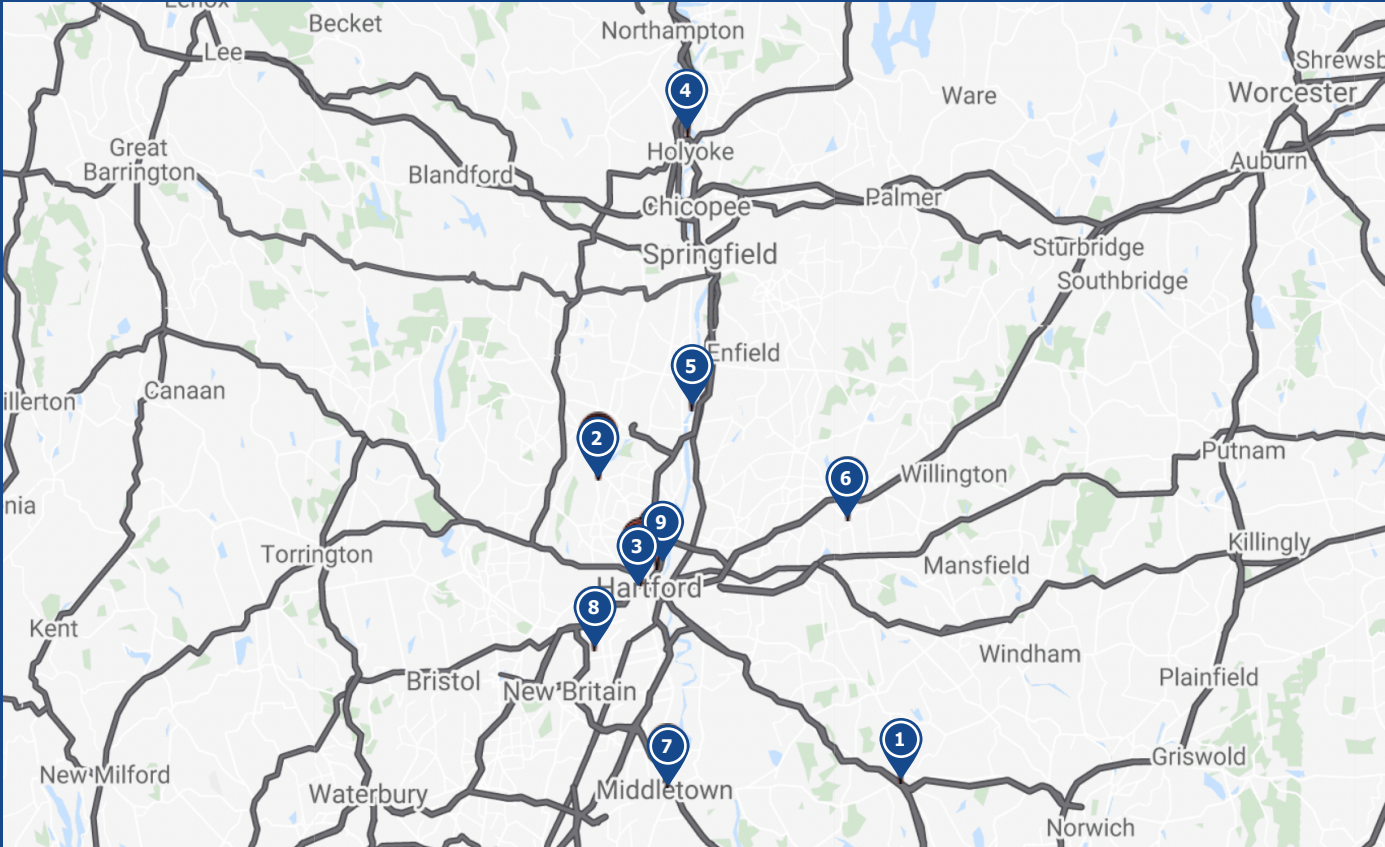 Lenox
Becket
Northampton
Lee
Shrewsb
4
Ware
Worcester
Great
Barrington
Holyoke
Auburn
Blandford
Palmer
Chicopee
Springfield
Sturbridge
Southbridge
Enfield
5
Canaan
illerton
2
Putnam
6
Willington
nia
9
3
Killingly
Torrington
Mansfield
Hartford
8
Kent
Windham
Bristol
New Britain
Plainfield
7
1
Griswold
New Milford
Waterbury
Middletown
Norwich